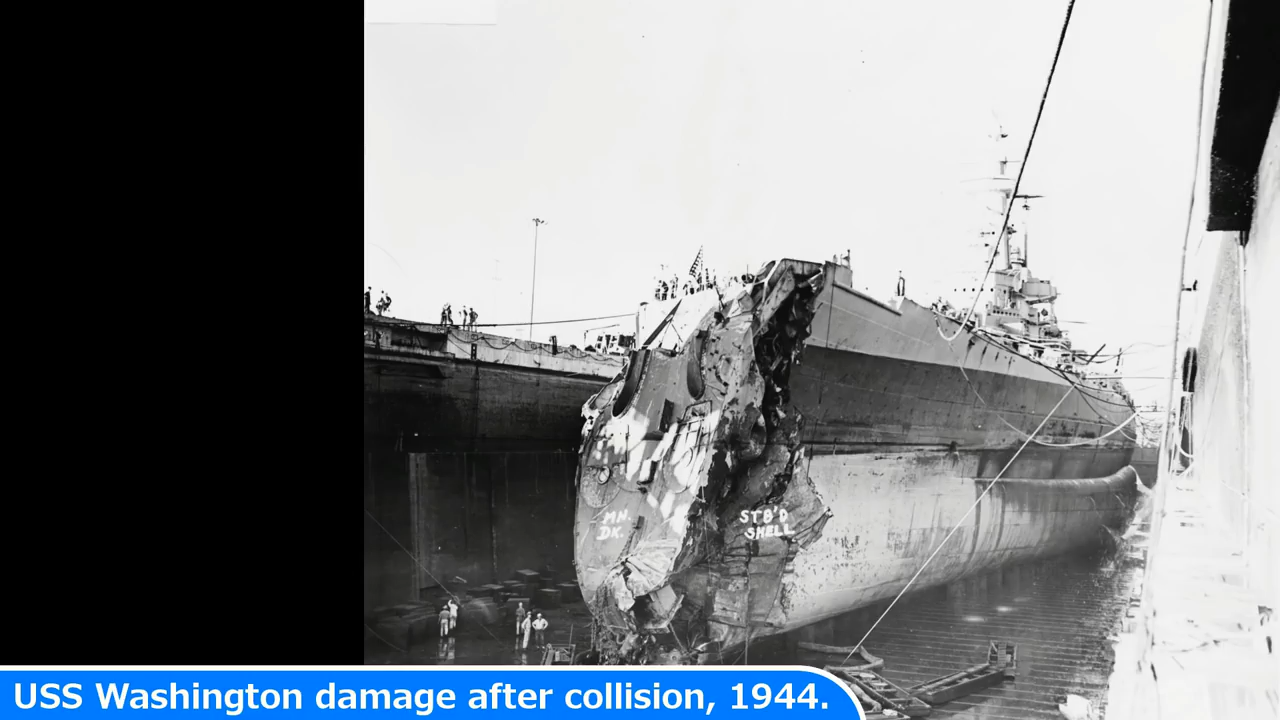 MN.
DK.
STB'D
SHELL
USS Washington damage after collision, 1944.